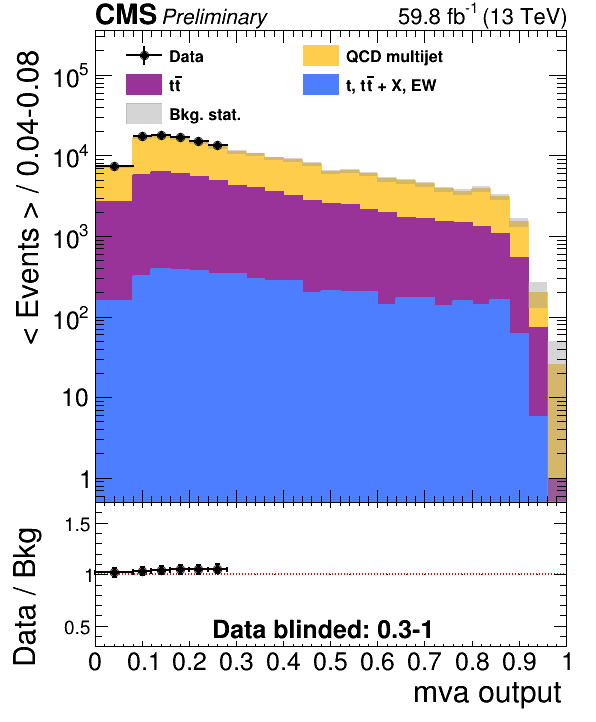 CMS Preliminary 59.8 fb⁻¹ (13 TeV)
Data
QCD multijet
tt̅
t, tt̅ + X, EW
Bkg. stat.
< Events > / 0.04-0.08
10⁵
10⁴
10³
10²
10
1
Data / Bkg
1.5
1
0.5
Data blinded: 0.3-1
0 0.1 0.2 0.3 0.4 0.5 0.6 0.7 0.8 0.9 1
mva output